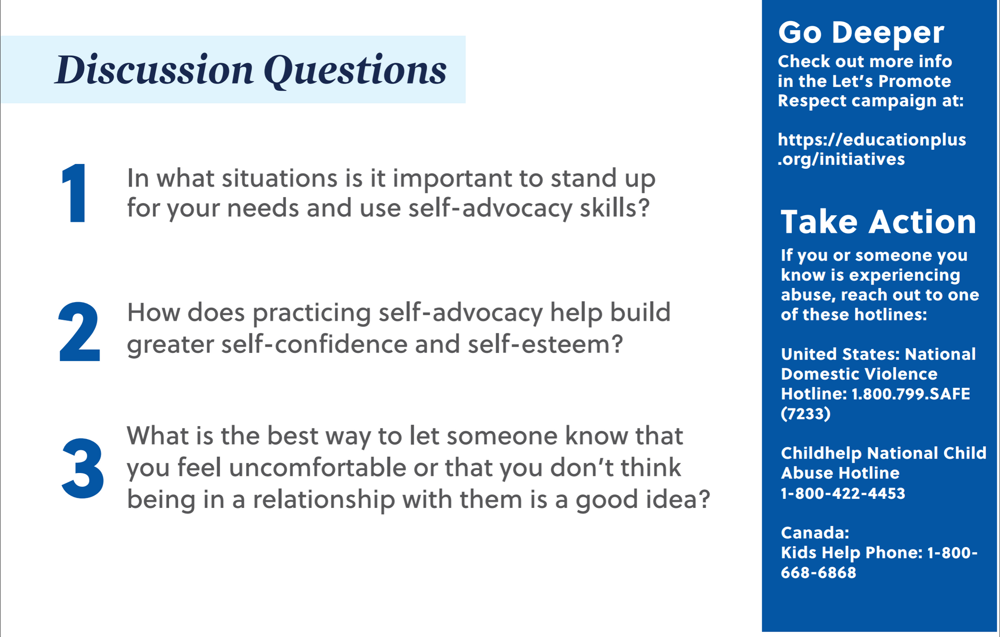 Discussion Questions
1
In what situations is it important to stand up
for your needs and use self-advocacy skills?
2
How does practicing self-advocacy help build
greater self-confidence and self-esteem?
3
What is the best way to let someone know that
you feel uncomfortable or that you don’t think
being in a relationship with them is a good idea?
Go Deeper
Check out more info
in the Let’s Promote
Respect campaign at:
https://educationplus
.org/initiatives
Take Action
If you or someone you
know is experiencing
abuse, reach out to one
of these hotlines:
United States: National
Domestic Violence
Hotline: 1.800.799.SAFE
(7233)
Childhelp National Child
Abuse Hotline
1-800-422-4453
Canada:
Kids Help Phone: 1-800-
668-6868